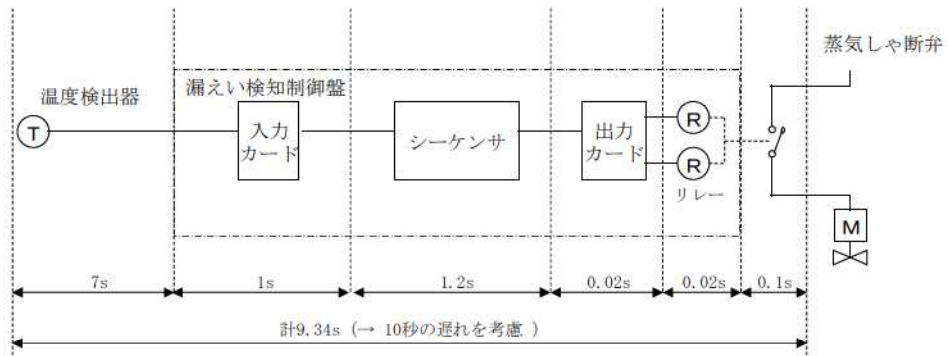 蒸気しゃ断弁
漏えい検知制御盤
温度検出器
T
入力
カード
シーケンサ
出力
カード
R
R
リレー
M
7s
1s
1.2s
0.02s
0.02s
0.1s
計9.34s (→ 10秒の遅れを考慮 )